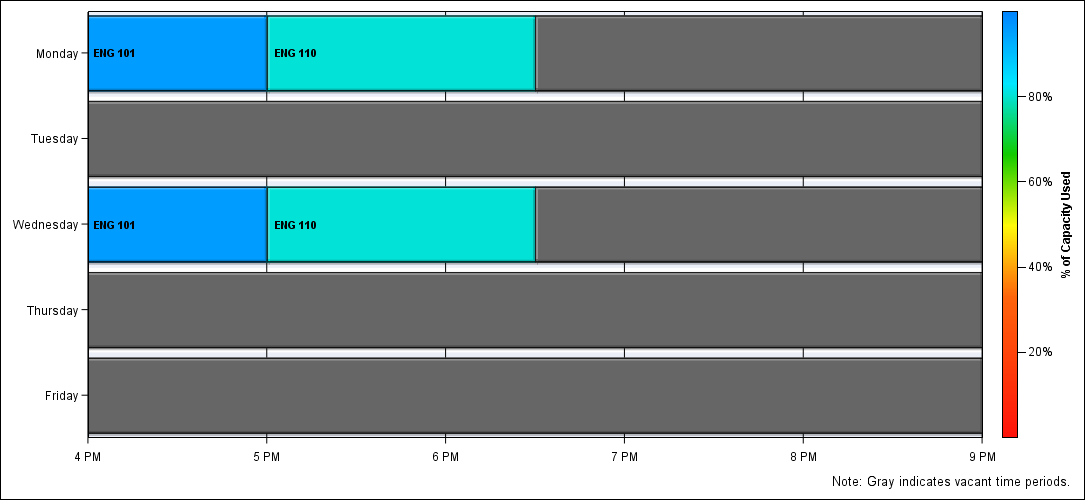 Monday
ENG 101
ENG 110
Tuesday
Wednesday
ENG 101
ENG 110
Thursday
Friday
4 PM
5 PM
6 PM
7 PM
8 PM
9 PM
80%
60%
40%
20%
% of Capacity Used
Note: Gray indicates vacant time periods.